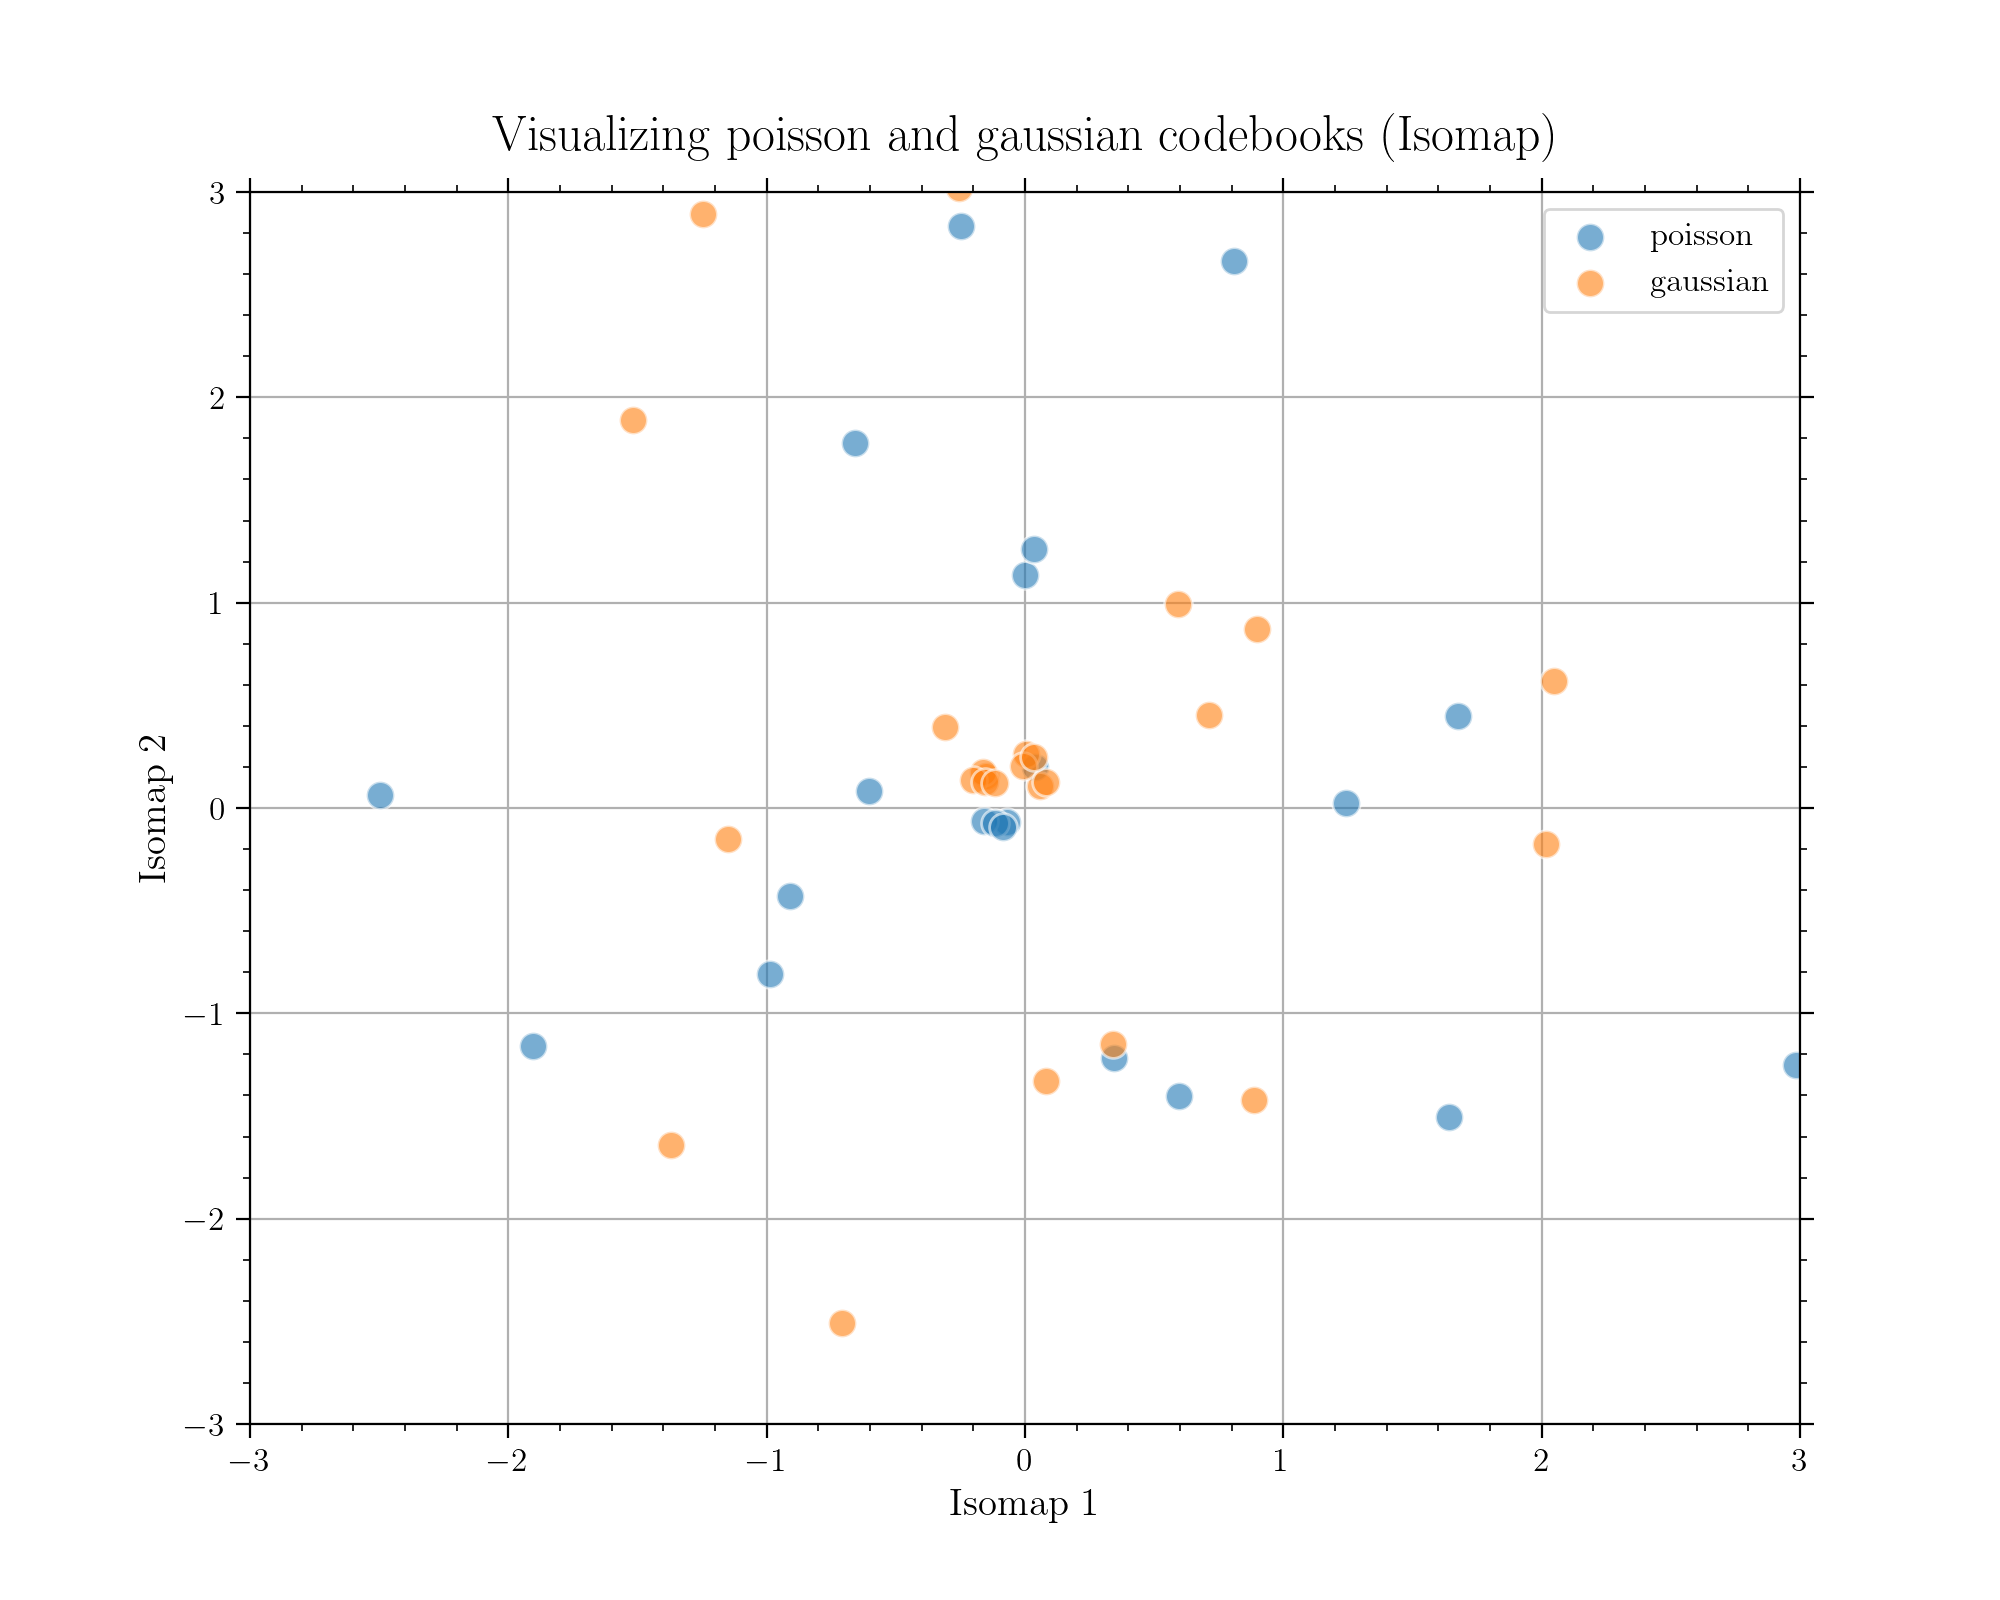 Visualizing poisson and gaussian codebooks (Isomap)
poisson
gaussian
3
2
1
0
−1
−2
−3
Isomap 2
−3
−2
−1
0
1
2
3
Isomap 1